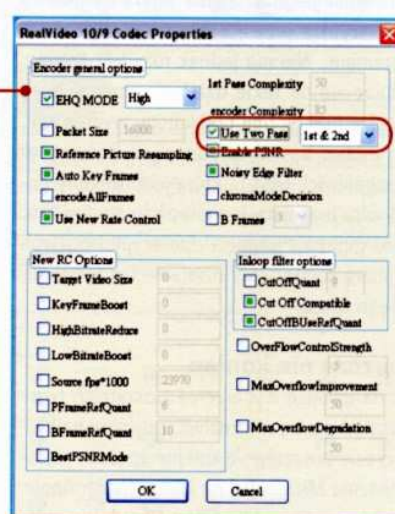 RealVideo 10/9 Codec Properties
Encoder general options
EHQ MODE High
1st Pass Complexity 50
encoder Complexity 85
Packet Size 16000
Use Two Pass 1st & 2nd
Reference Picture Resampling
Enable PSNR
Auto Key Frames
Noisy Edge Filter
encodeAllFrames
chromaModeDecision
Use New Rate Control
B Frames
New RC Options
Target Video Size 0
KeyFrameBoost 0
HighBitrateReduce 0
LowBitrateBoost 0
Source fps*1000 23970
PFrameRefQuant 6
BFrameRefQuant 10
BestPSNRMode
Inloop filter options
CutOffQuant
Cut Off Compatible
CutOffBUseRefQuant
OverFlowControlStrength
MaxOverflowImprovement
50
MaxOverflowDegradation
50
OK Cancel